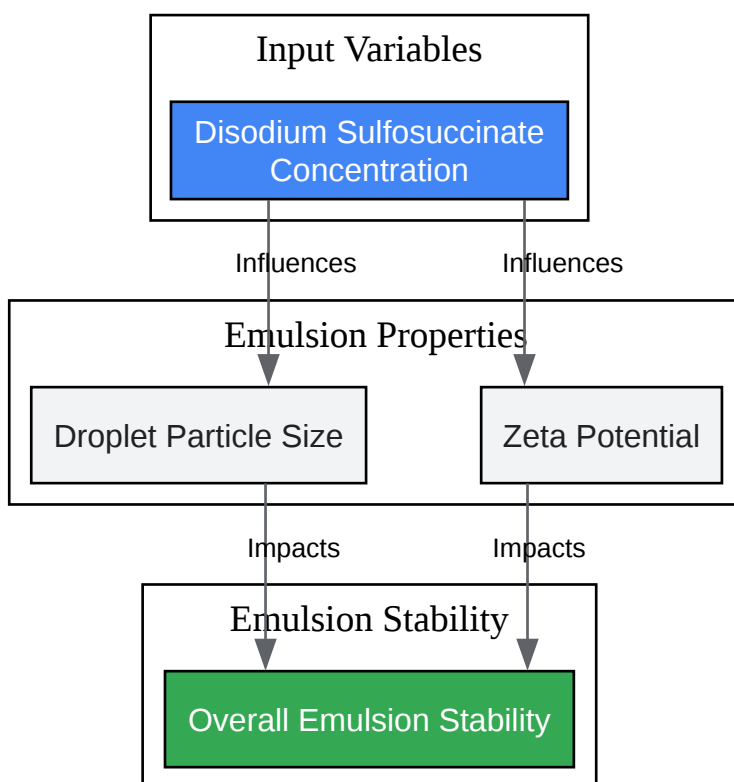 Input Variables
Disodium Sulfosuccinate
Concentration
Influences
Influences
Emulsion Properties
Droplet Particle Size
Zeta Potential
Impacts
Impacts
Emulsion Stability
Overall Emulsion Stability